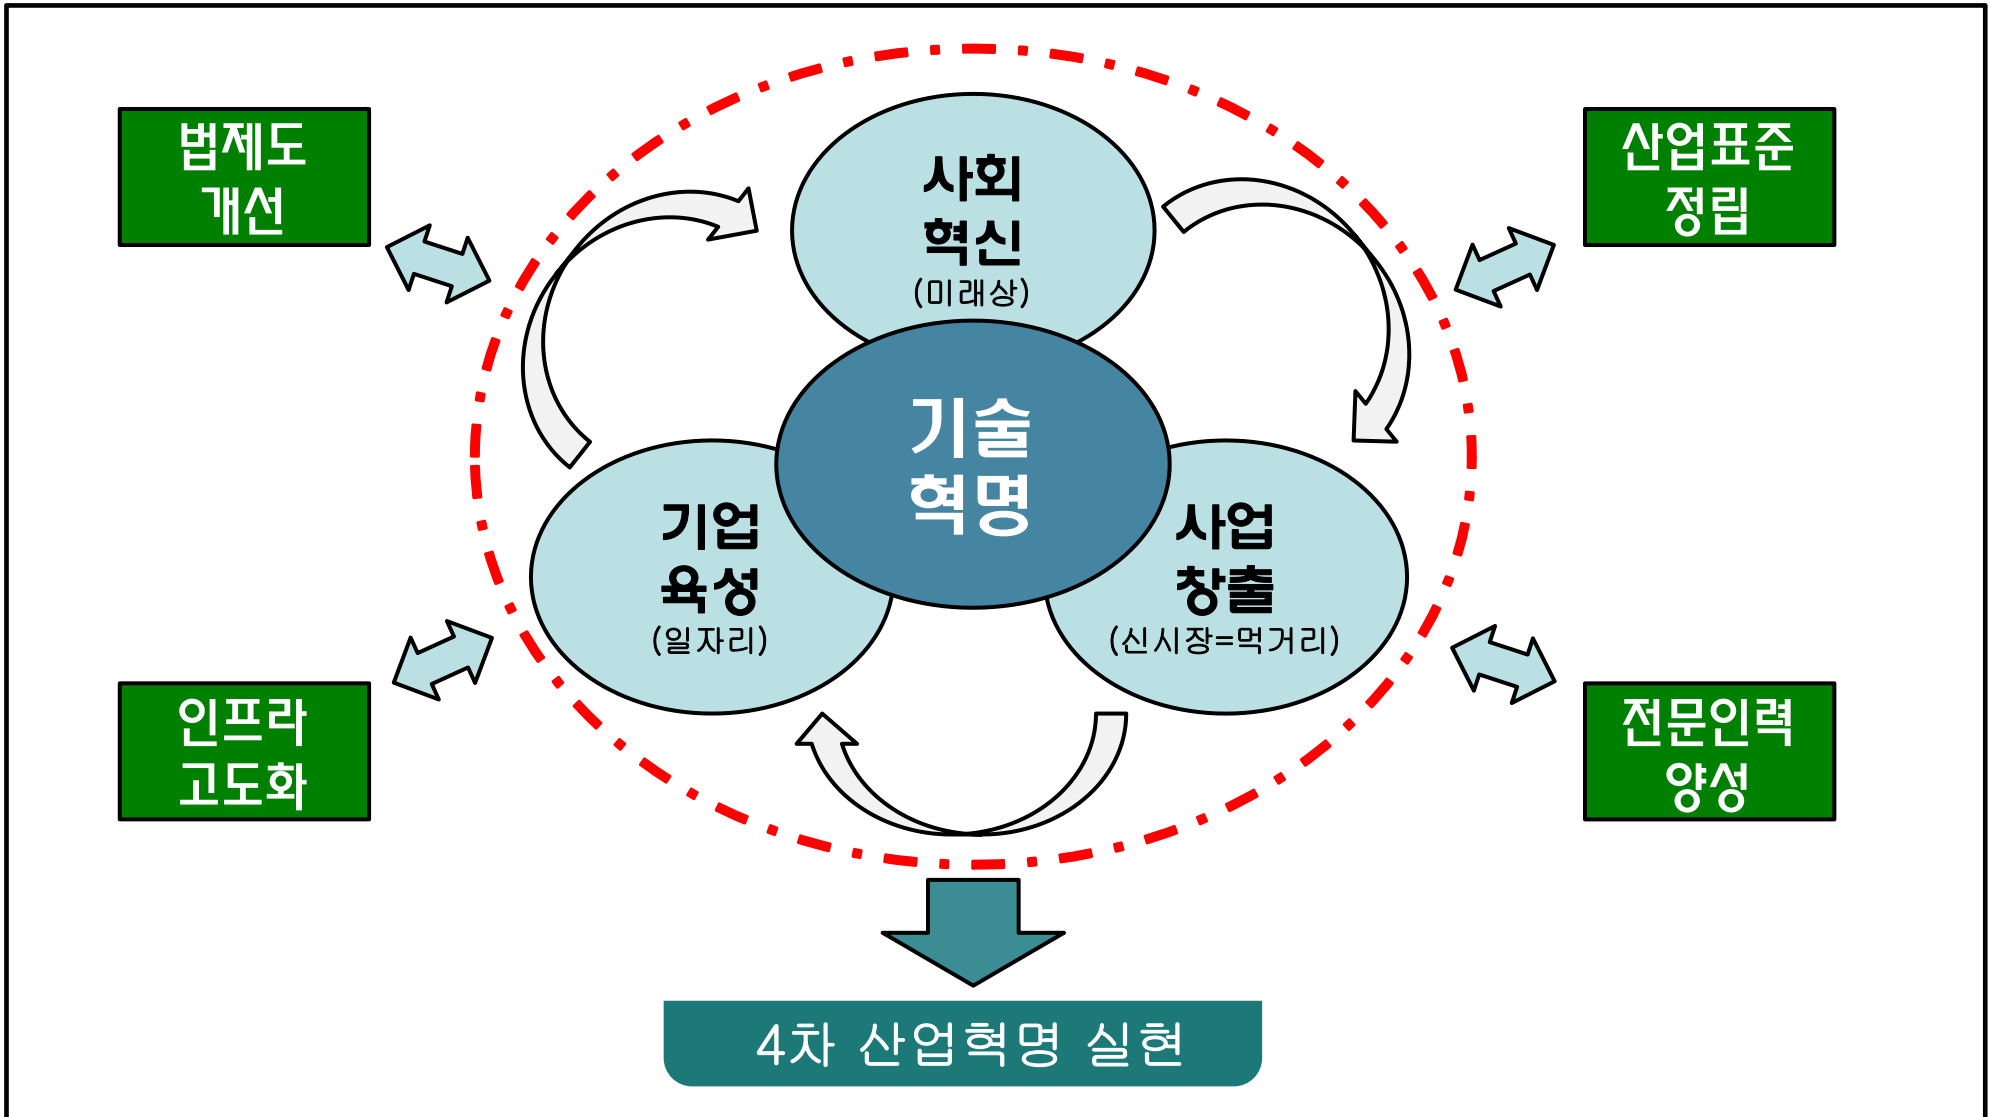 법제도
개선
산업표준
정립
사회
혁신
(미래상)
기술
혁명
기업
육성
(일자리)
사업
창출
(신시장=먹거리)
인프라
고도화
전문인력
양성
4차 산업혁명 실현